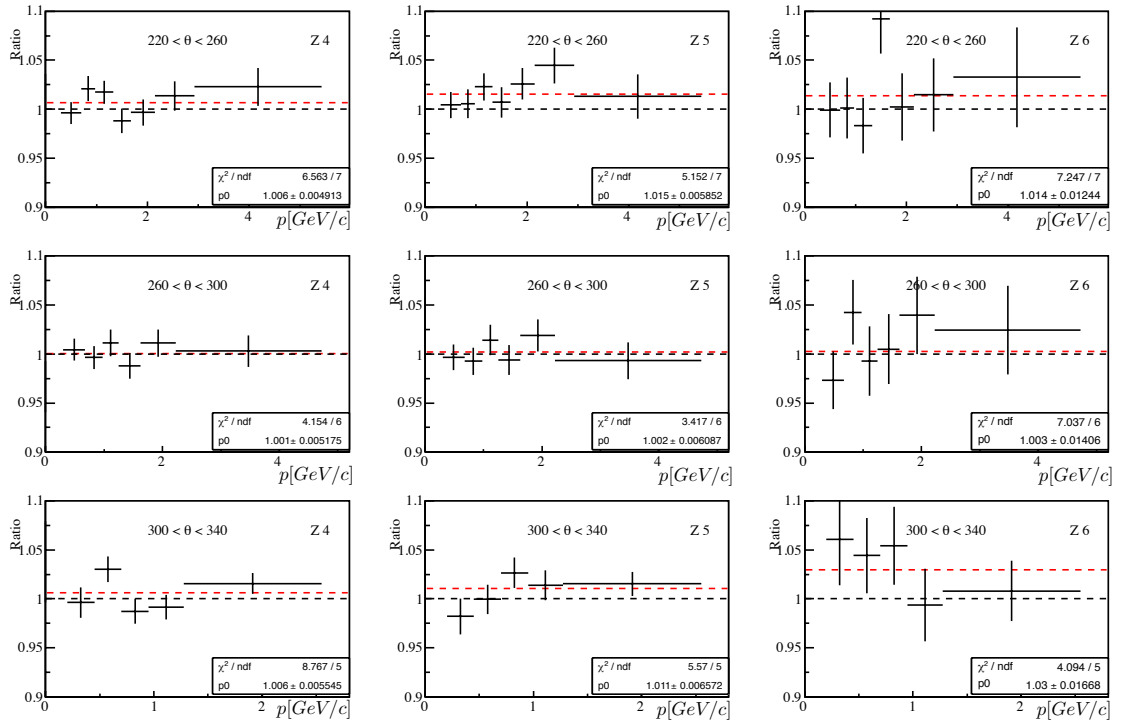 Ratio
1.1
1.05
1
0.95
0.9
220 < θ < 260
Z 4
χ² / ndf 6.563 / 7
p0 1.006 ± 0.004913
0 2 4
p[GeV/c]
Ratio
1.1
1.05
1
0.95
0.9
220 < θ < 260
Z 5
χ² / ndf 5.152 / 7
p0 1.015 ± 0.005852
0 2 4
p[GeV/c]
Ratio
1.1
1.05
1
0.95
0.9
220 < θ < 260
Z 6
χ² / ndf 7.247 / 7
p0 1.014 ± 0.01244
0 2 4
p[GeV/c]
Ratio
1.1
1.05
1
0.95
0.9
260 < θ < 300
Z 4
χ² / ndf 4.154 / 6
p0 1.001 ± 0.005175
0 2 4
p[GeV/c]
Ratio
1.1
1.05
1
0.95
0.9
260 < θ < 300
Z 5
χ² / ndf 3.417 / 6
p0 1.002 ± 0.006087
0 2 4
p[GeV/c]
Ratio
1.1
1.05
1
0.95
0.9
260 < θ < 300
Z 6
χ² / ndf 7.037 / 6
p0 1.003 ± 0.01406
0 2 4
p[GeV/c]
Ratio
1.1
1.05
1
0.95
0.9
300 < θ < 340
Z 4
χ² / ndf 8.767 / 5
p0 1.006 ± 0.005545
0 1 2
p[GeV/c]
Ratio
1.1
1.05
1
0.95
0.9
300 < θ < 340
Z 5
χ² / ndf 5.57 / 5
p0 1.011 ± 0.006572
0 1 2
p[GeV/c]
Ratio
1.1
1.05
1
0.95
0.9
300 < θ < 340
Z 6
χ² / ndf 4.094 / 5
p0 1.03 ± 0.01668
0 1 2
p[GeV/c]